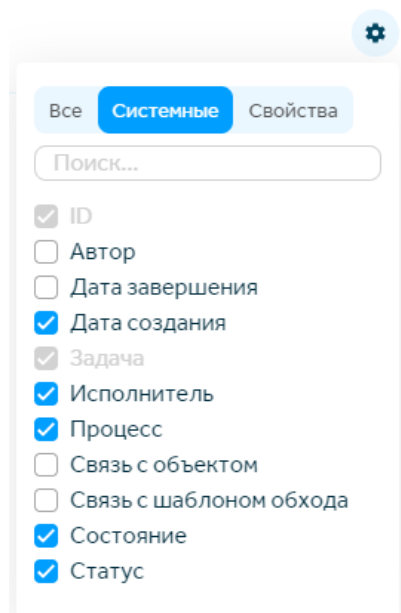 Все Системные Свойства
Поиск...
ID
Автор
Дата завершения
Дата создания
Задача
Исполнитель
Процесс
Связь с объектом
Связь с шаблоном обхода
Состояние
Статус